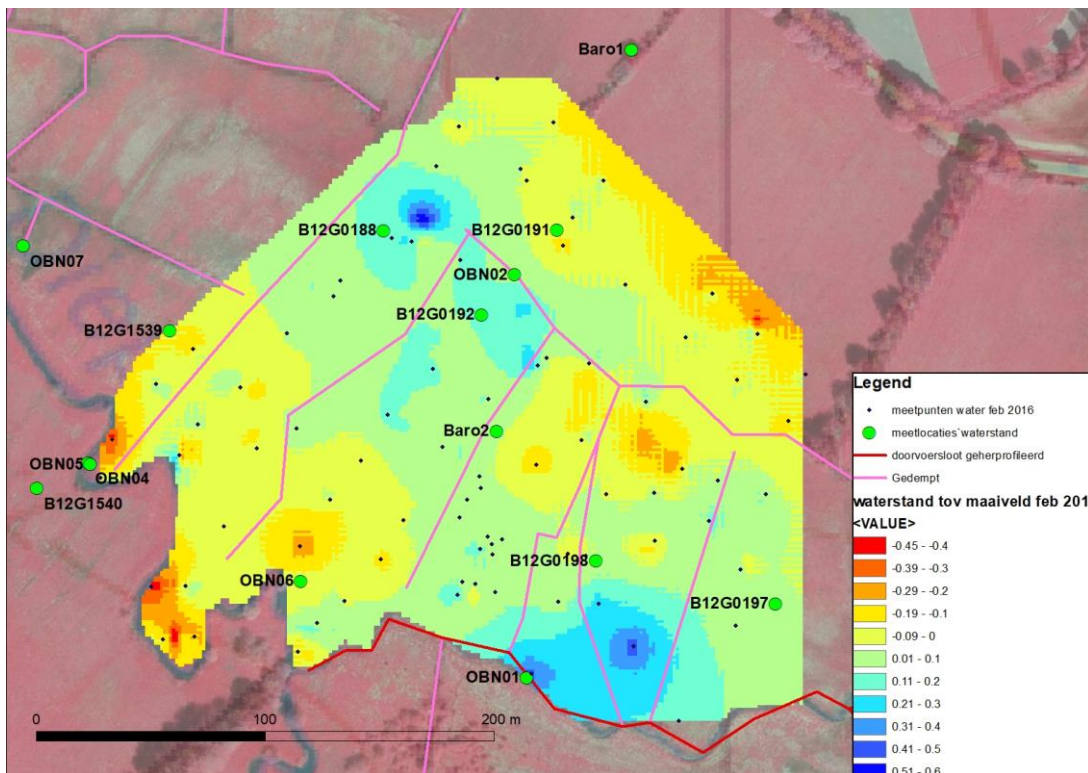 Baro1
B12G0188
B12G0191
OBN07
OBN02
B12G0192
B12G1539
Baro2
OBN05
OBN04
B12G1540
B12G0198
OBN06
B12G0197
OBN01
0 100 200 m
Legend
meetpunten water feb 2016
meetlocaties`waterstand
doorvoersloot geherprofileerd
Gedempt
waterstand tov maaiveld feb 201
<VALUE>
-0.45 - -0.4
-0.39 - -0.3
-0.29 - -0.2
-0.19 - -0.1
-0.09 - 0
0.01 - 0.1
0.11 - 0.2
0.21 - 0.3
0.31 - 0.4
0.41 - 0.5
0.51 - 0.6